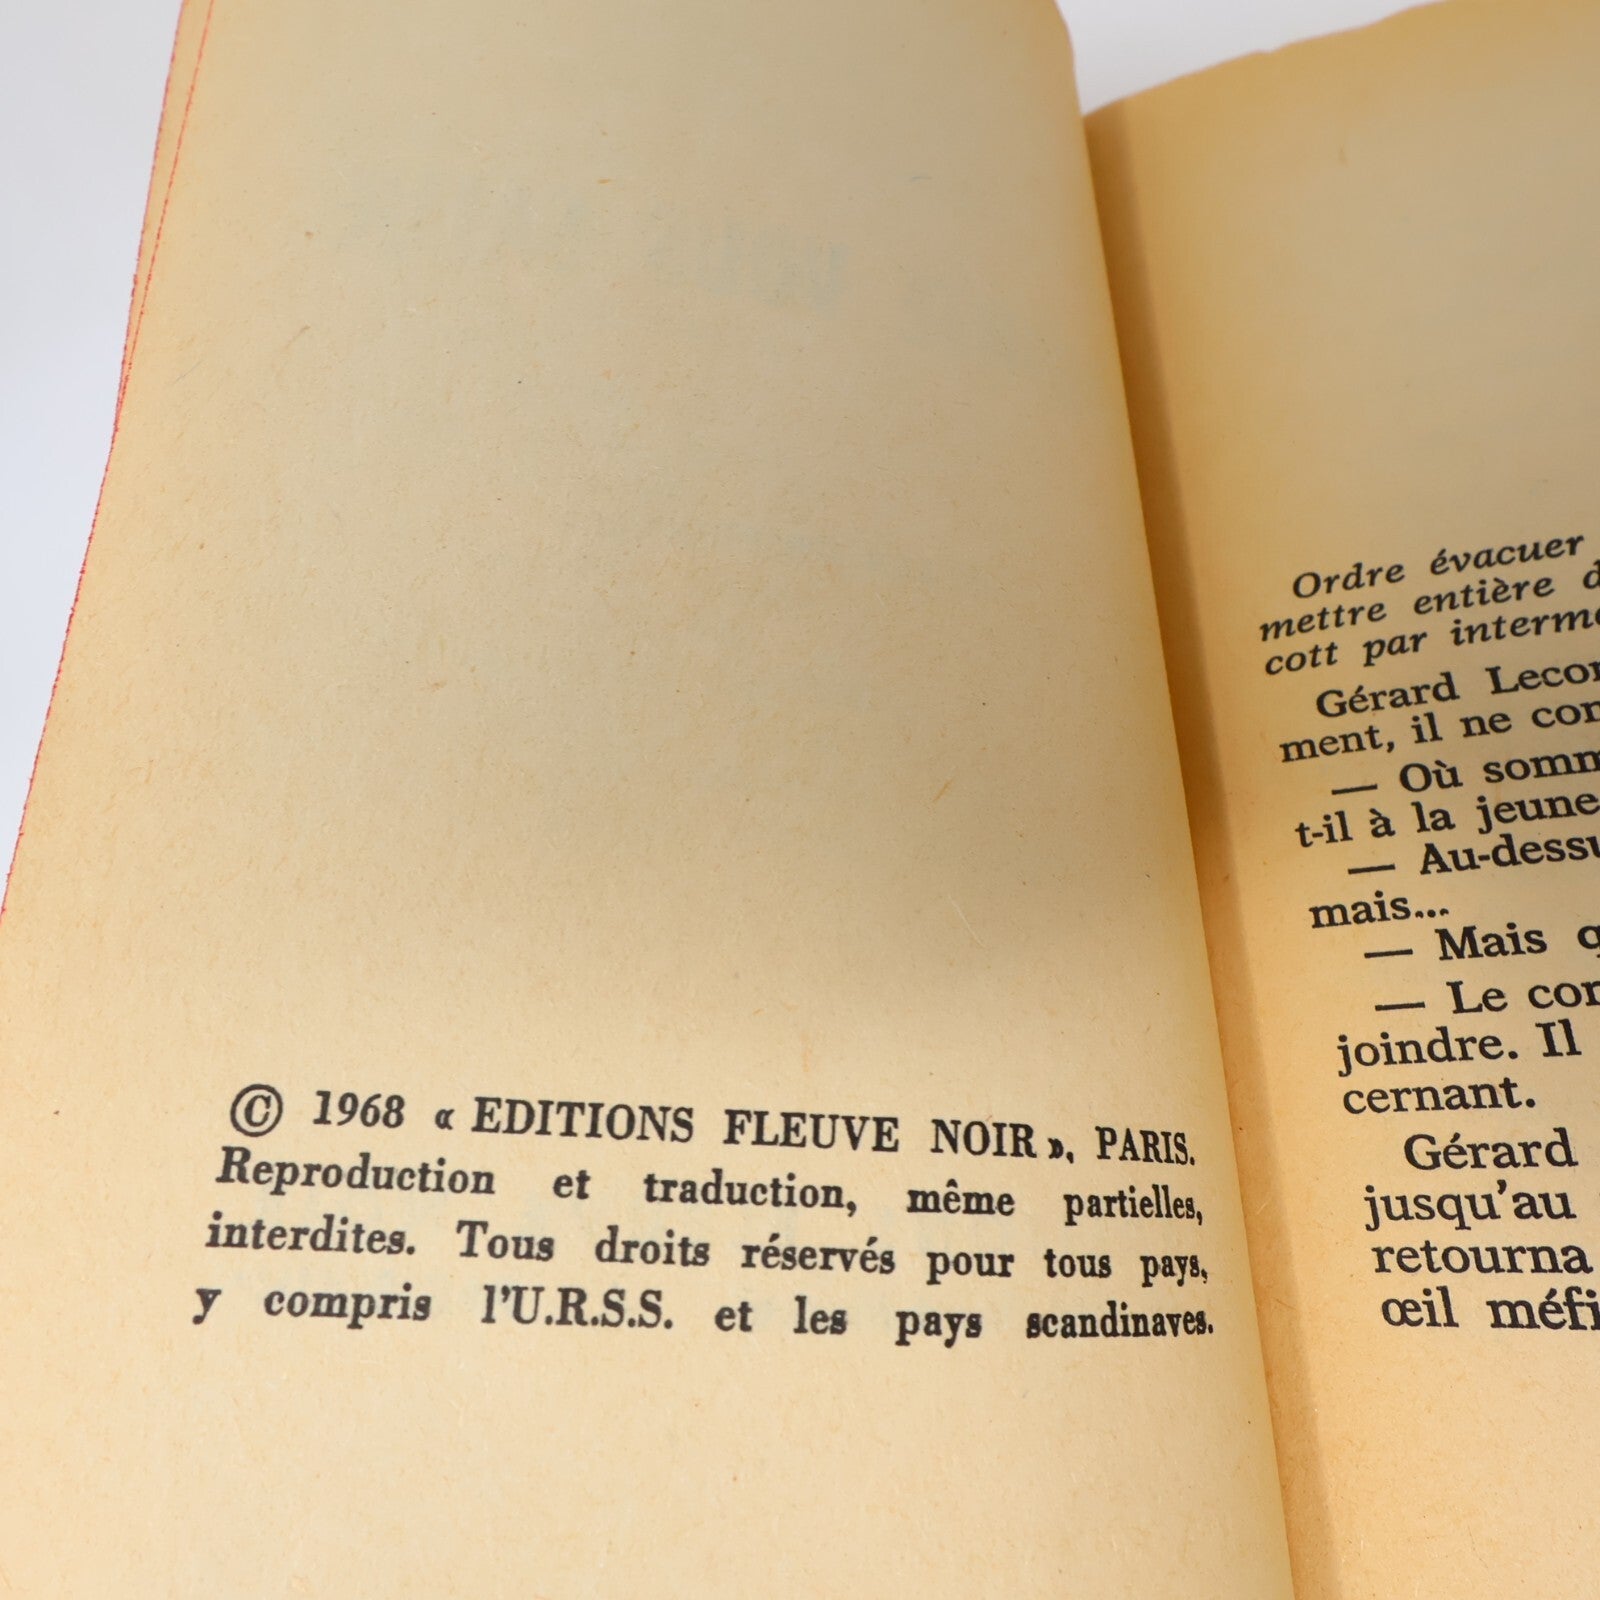 © 1968 « EDITIONS FLEUVE NOIR », PARIS.
Reproduction et traduction, même partielles,
interdites. Tous droits réservés pour tous pays,
y compris l'U.R.S.S. et les pays scandinaves.
Ordre évacuer
mettre entière
cott par
Gérard
ment, il ne
— Où
t-il à la jeune
—
mais...
— Mais
— Le
joindre. Il
cernant.
Gérard
jusqu'au
retourna
œil